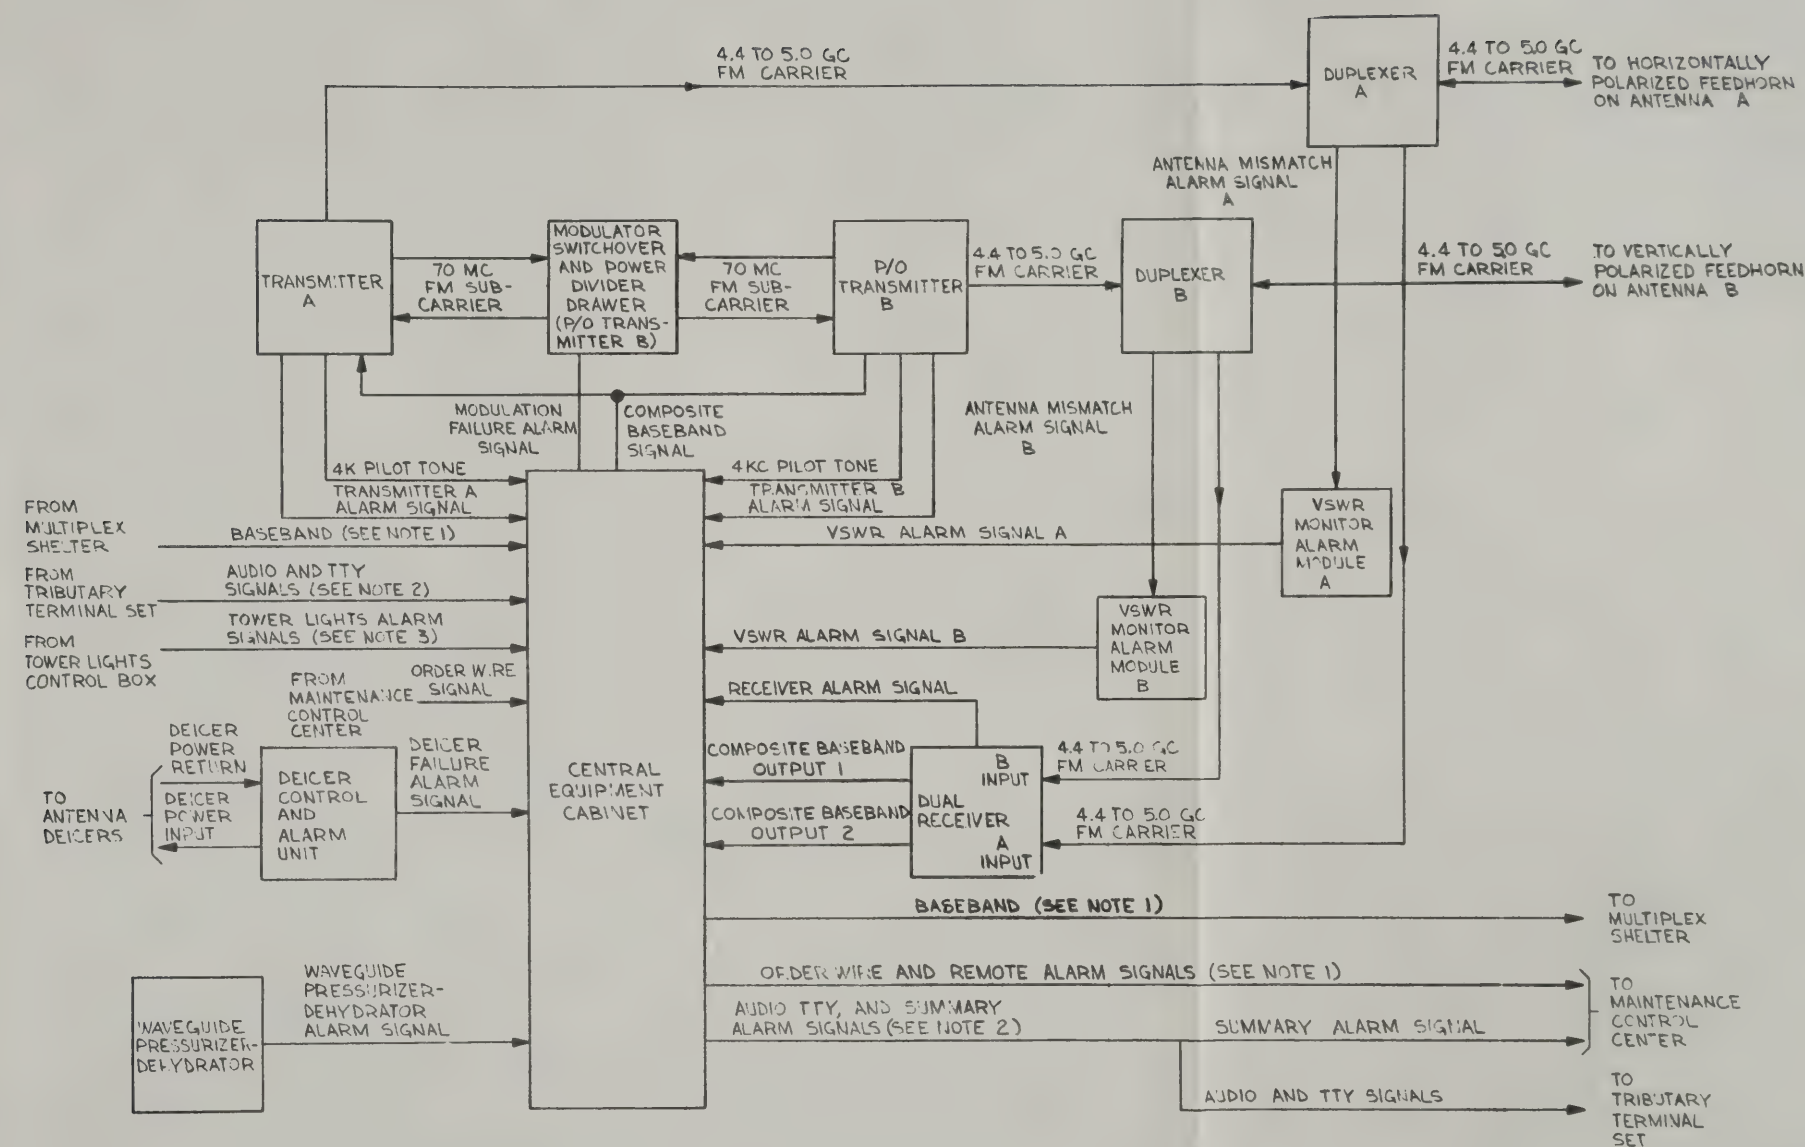 4.4 TO 5.0 GC
FM CARRIER
DUPLEXER
A
4.4 TO 5.0 GC
FM CARRIER
TO HORIZONTALLY
POLARIZED FEEDHORN
ON ANTENNA A
ANTENNA MISMATCH
ALARM SIGNAL
A
TRANSMITTER
A
70 MC
FM SUB-
CARRIER
MODULATOR
SWITCHOVER
AND POWER
DIVIDER
DRAWER
(P/O TRANS-
MITTER B)
70 MC
FM SUB-
CARRIER
P/O
TRANSMITTER
B
4.4 TO 5.0 GC
FM CARRIER
DUPLEXER
B
4.4 TO 5.0 GC
FM CARRIER
TO VERTICALLY
POLARIZED FEEDHORN
ON ANTENNA B
MODULATION
FAILURE ALARM
SIGNAL
COMPOSITE
BASEBAND
SIGNAL
ANTENNA MISMATCH
ALARM SIGNAL
B
4K PILOT TONE
TRANSMITTER A
ALARM SIGNAL
4KC PILOT TONE
TRANSMITTER B
ALARM SIGNAL
FROM
MULTIPLEX
SHELTER
BASEBAND (SEE NOTE 1)
VSWR ALARM SIGNAL A
VSWR
MONITOR
ALARM
MODULE
A
FROM
TRIBUTARY
TERMINAL SET
AUDIO AND TTY
SIGNALS (SEE NOTE 2)
FROM
TOWER LIGHTS
CONTROL BOX
TOWER LIGHTS ALARM
SIGNALS (SEE NOTE 3)
VSWR ALARM SIGNAL B
VSWR
MONITOR
ALARM
MODULE
B
FROM
MAINTENANCE
CONTROL
CENTER
ORDER WIRE
SIGNAL
RECEIVER ALARM SIGNAL
TO
ANTENNA
DEICERS
DEICER
POWER
RETURN
DEICER
POWER
INPUT
DEICER
CONTROL
AND
ALARM
UNIT
DEICER
FAILURE
ALARM
SIGNAL
CENTRAL
EQUIPMENT
CABINET
COMPOSITE BASEBAND
OUTPUT 1
COMPOSITE BASEBAND
OUTPUT 2
B
INPUT
DUAL
RECEIVER
A
INPUT
4.4 TO 5.0 GC
FM CARRIER
4.4 TO 5.0 GC
FM CARRIER
BASEBAND (SEE NOTE 1)
TO
MULTIPLEX
SHELTER
WAVEGUIDE
PRESSURIZER-
DEHYDRATOR
WAVEGUIDE
PRESSURIZER-
DEHYDRATOR
ALARM SIGNAL
ORDER WIRE AND REMOTE ALARM SIGNALS (SEE NOTE 1)
AUDIO TTY, AND SUMMARY
ALARM SIGNALS (SEE NOTE 2)
SUMMARY ALARM SIGNAL
TO
MAINTENANCE
CONTROL
CENTER
AUDIO AND TTY SIGNALS
TO
TRIBUTARY
TERMINAL
SET